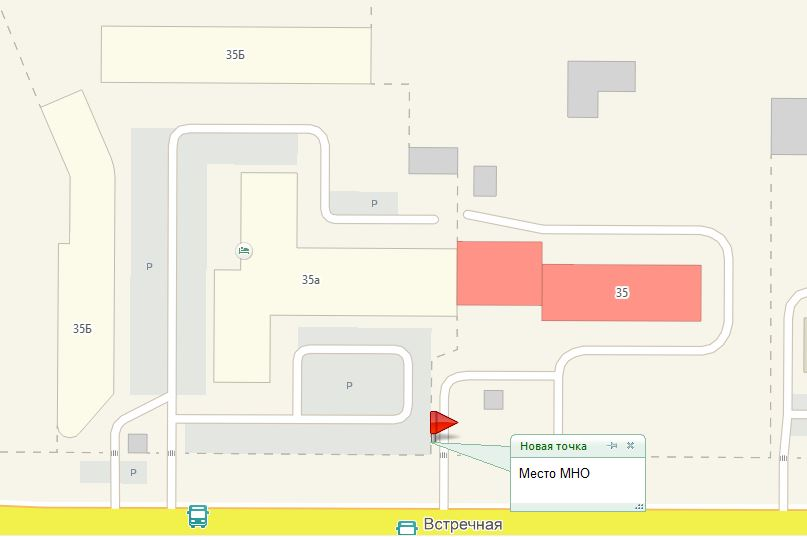 35Б
Р
Р
35а
35
35Б
Р
Р
Новая точка
Место МНО
Встречная